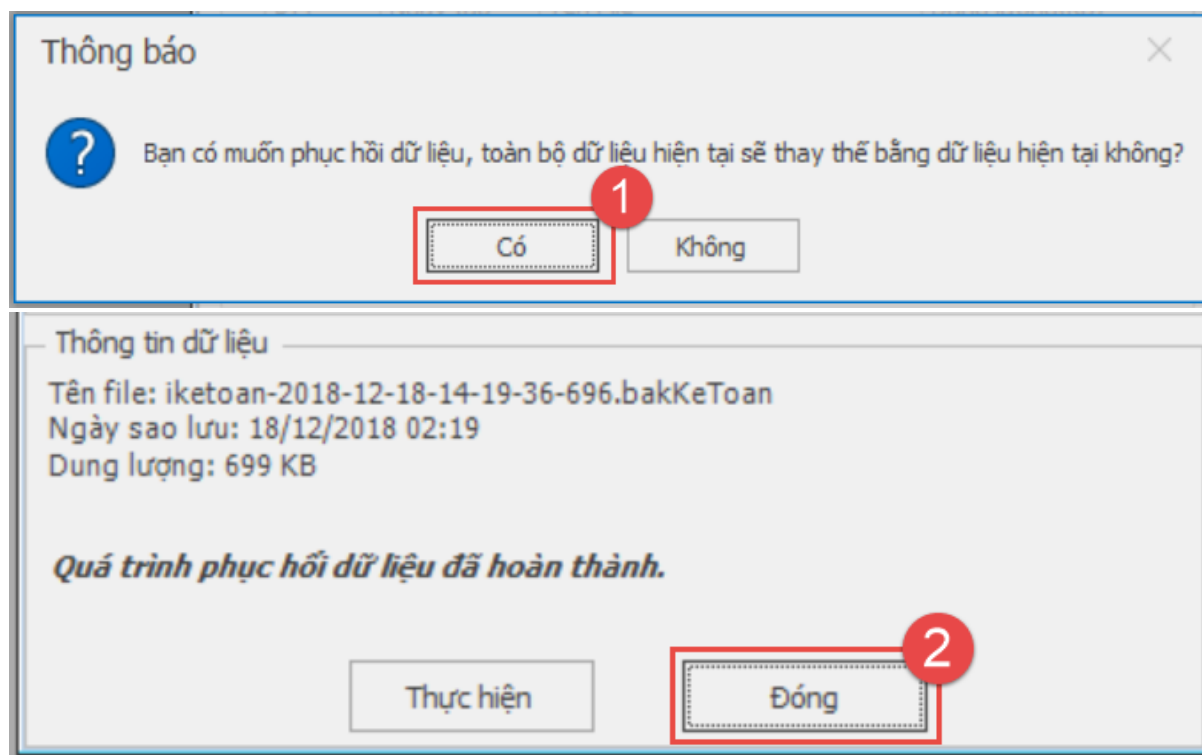 Thông báo
?
Bạn có muốn phục hồi dữ liệu, toàn bộ dữ liệu hiện tại sẽ thay thế bằng dữ liệu hiện tại không?
1
Có
Không
Thông tin dữ liệu
Tên file: iketoan-2018-12-18-14-19-36-696.bakKeToan
Ngày sao lưu: 18/12/2018 02:19
Dung lượng: 699 KB
Quá trình phục hồi dữ liệu đã hoàn thành.
2
Thực hiện
Đóng